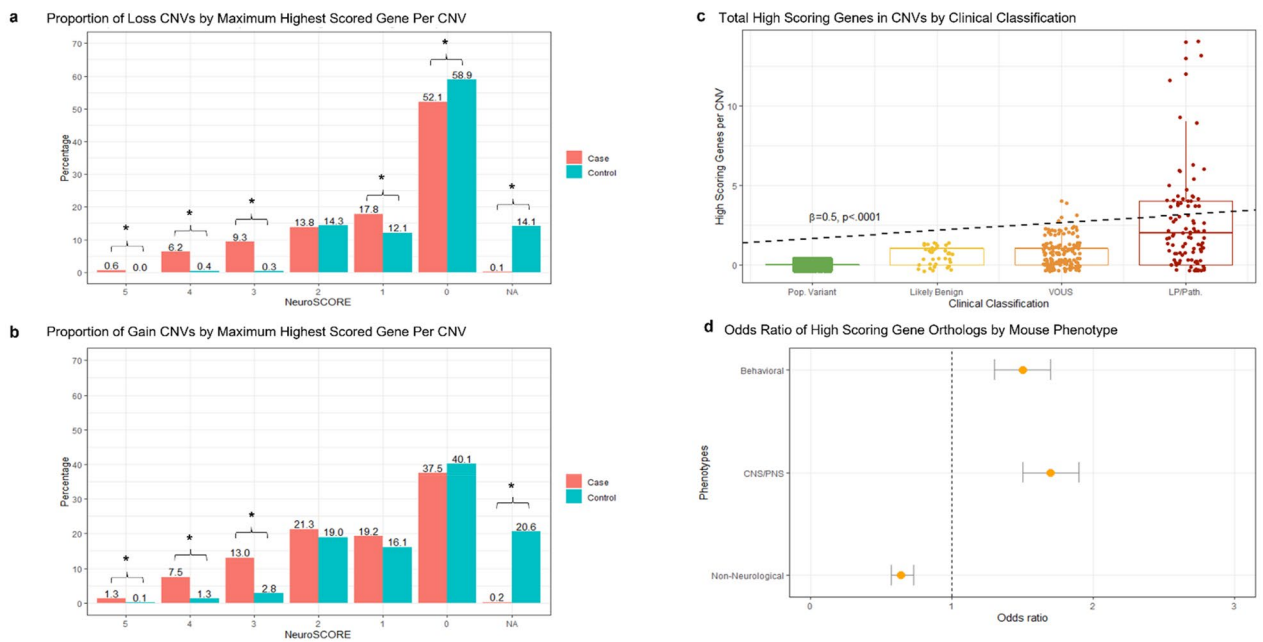 a Proportion of Loss CNVs by Maximum Highest Scored Gene Per CNV
70
60
50
40
30
20
10
0
Percentage
0.6
0.0
*
6.2
0.4
*
9.3
0.3
*
13.8
14.3
17.8
12.1
*
52.1
58.9
*
0.1
14.1
*
5 4 3 2 1 0 NA
NeuroSCORE
Case
Control
b Proportion of Gain CNVs by Maximum Highest Scored Gene Per CNV
70
60
50
40
30
20
10
0
Percentage
1.3
0.1
*
7.5
1.3
*
13.0
2.8
*
21.3
19.0
19.2
16.1
37.5
40.1
0.2
20.6
*
5 4 3 2 1 0 NA
NeuroSCORE
Case
Control
c Total High Scoring Genes in CNVs by Clinical Classification
High Scoring Genes per CNV
10
5
0
β=0.5, p<.0001
Pop. Variant Likely Benign VOUS LP/Path.
Clinical Classification
d Odds Ratio of High Scoring Gene Orthologs by Mouse Phenotype
Phenotypes
Behavioral
CNS/PNS
Non-Neurological
0 1 2 3
Odds ratio